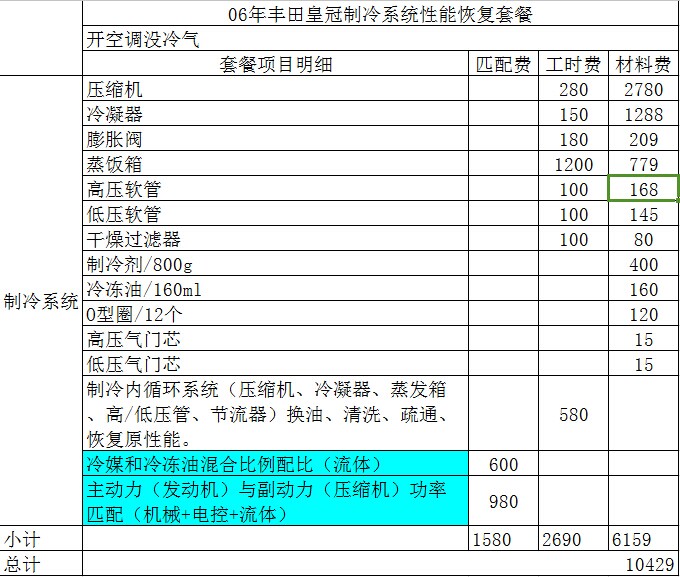 06年丰田皇冠制冷系统性能恢复套餐
开空调没冷气
套餐项目明细 匹配费 工时费 材料费
压缩机 280 2780
冷凝器 150 1288
膨胀阀 180 209
蒸饭箱 1200 779
高压软管 100 168
低压软管 100 145
干燥过滤器 100 80
制冷剂/800g 400
制冷系统
冷冻油/160ml 160
O型圈/12个 120
高压气门芯 15
低压气门芯 15
制冷内循环系统（压缩机、冷凝器、蒸发箱
、高/低压管、节流器）换油、清洗、疏通、 580
恢复原性能。
冷媒和冷冻油混合比例配比（流体） 600
主动力（发动机）与副动力（压缩机）功率 980
匹配（机械+电控+流体）
小计 1580 2690 6159
总计 10429